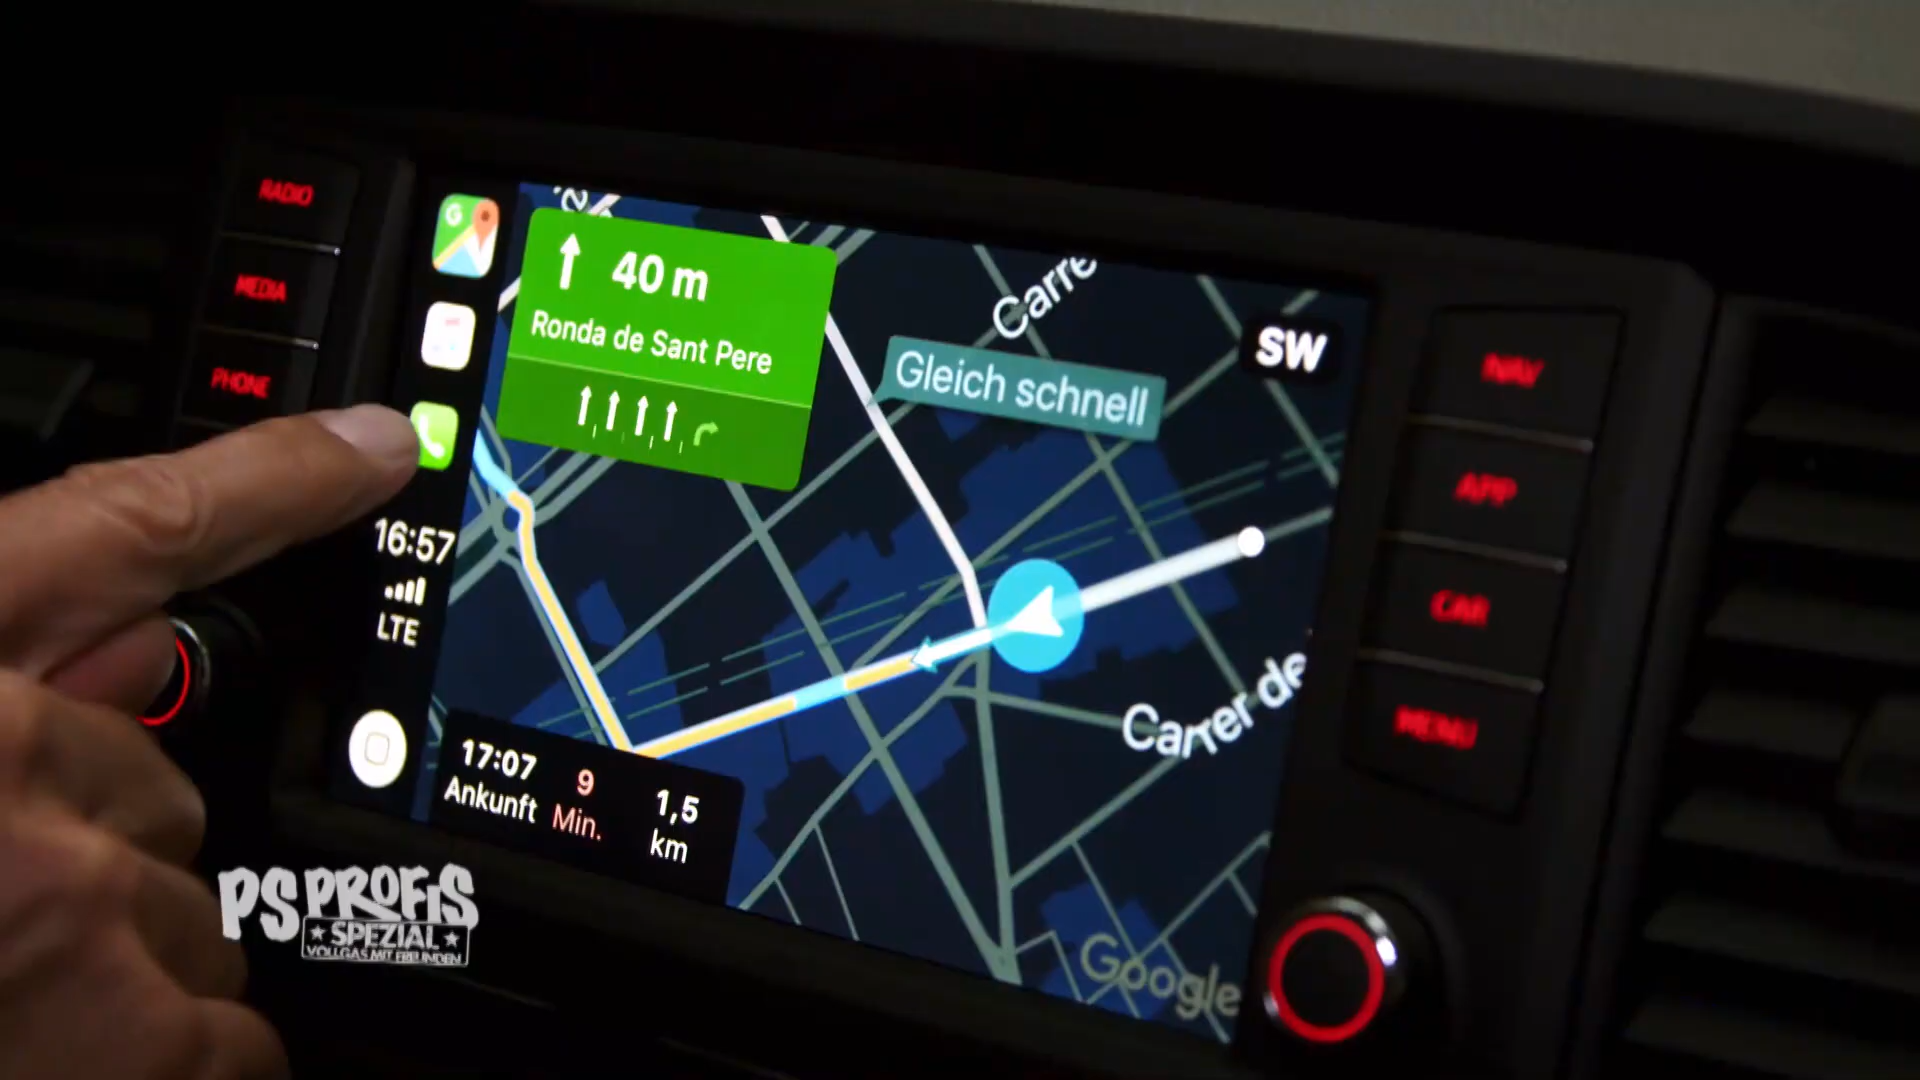 RADIO
MEDIA
PHONE
G
40 m
Ronda de Sant Pere
Carre
Gleich schnell
SW
16:57
LTE
Carrer de
17:07
Ankunft
9
Min.
1,5
km
Google
NAV
APP
CAR
MENU
PS PROFIS
SPEZIAL
VOLLGAS MIT FREUNDEN